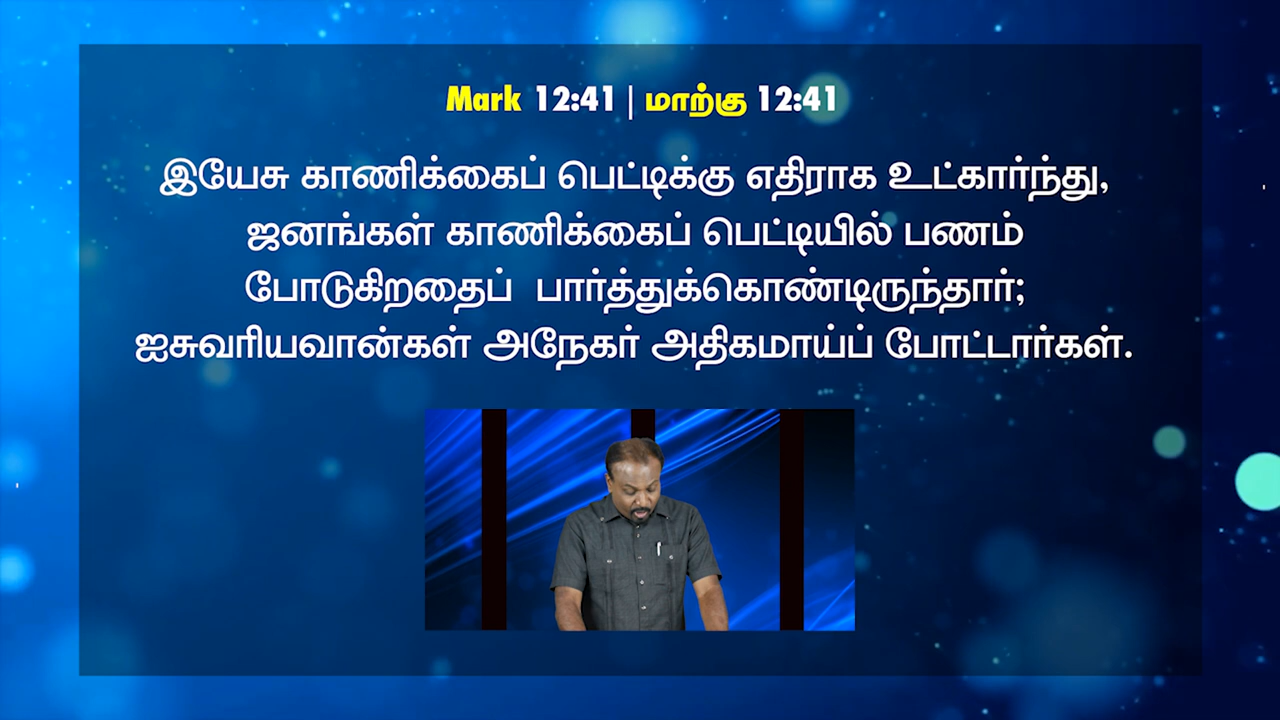 Mark 12:41 | மாற்கு 12:41
இயேசு காணிக்கைப் பெட்டிக்கு எதிராக உட்கார்ந்து,
ஜனங்கள் காணிக்கைப் பெட்டியில் பணம்
போடுகிறதைப் பார்த்துக்கொண்டிருந்தார்;
ஐசுவரியவான்கள் அநேகர் அதிகமாய்ப் போட்டார்கள்.